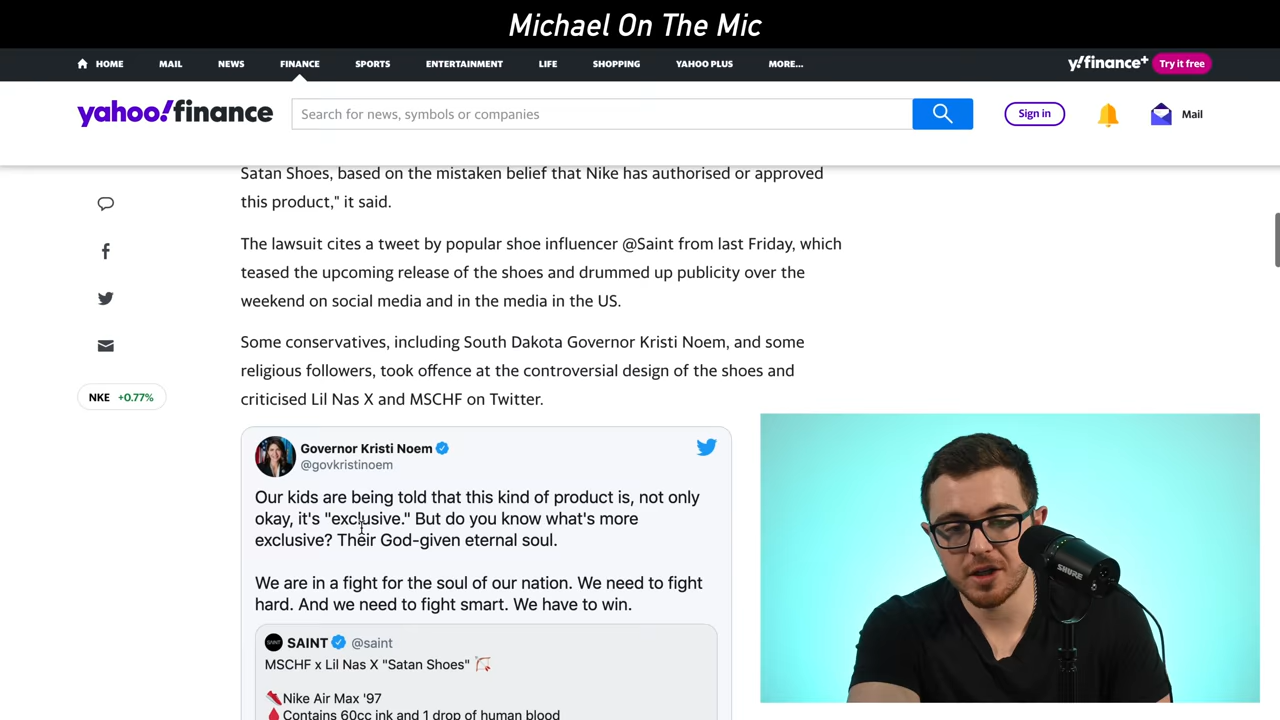 Michael On The Mic
HOME MAIL NEWS FINANCE SPORTS ENTERTAINMENT LIFE SHOPPING YAHOO PLUS MORE... y!finance+ Try it free
yahoo!finance Search for news, symbols or companies Sign in Mail
Satan Shoes, based on the mistaken belief that Nike has authorised or approved
this product," it said.
The lawsuit cites a tweet by popular shoe influencer @Saint from last Friday, which
teased the upcoming release of the shoes and drummed up publicity over the
weekend on social media and in the media in the US.
Some conservatives, including South Dakota Governor Kristi Noem, and some
religious followers, took offence at the controversial design of the shoes and
NKE +0.77%
criticised Lil Nas X and MSCHF on Twitter.
Governor Kristi Noem
@govkristinoem
Our kids are being told that this kind of product is, not only
okay, it's "exclusive." But do you know what's more
exclusive? Their God-given eternal soul.
We are in a fight for the soul of our nation. We need to fight
hard. And we need to fight smart. We have to win.
SAINT SAINT @saint
MSCHF x Lil Nas X "Satan Shoes"
Nike Air Max '97
Contains 60cc ink and 1 drop of human blood
SHURE